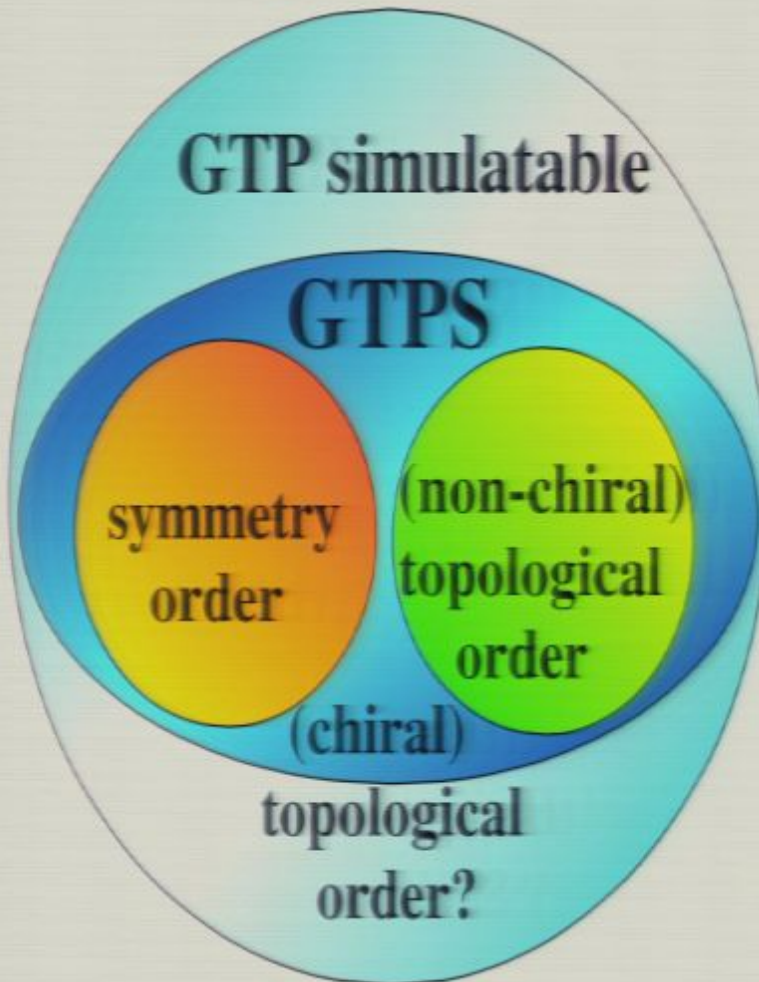 GTP simulatable
GTPS
symmetry
order
(non-chiral)
topological
order
(chiral)
topological
order?